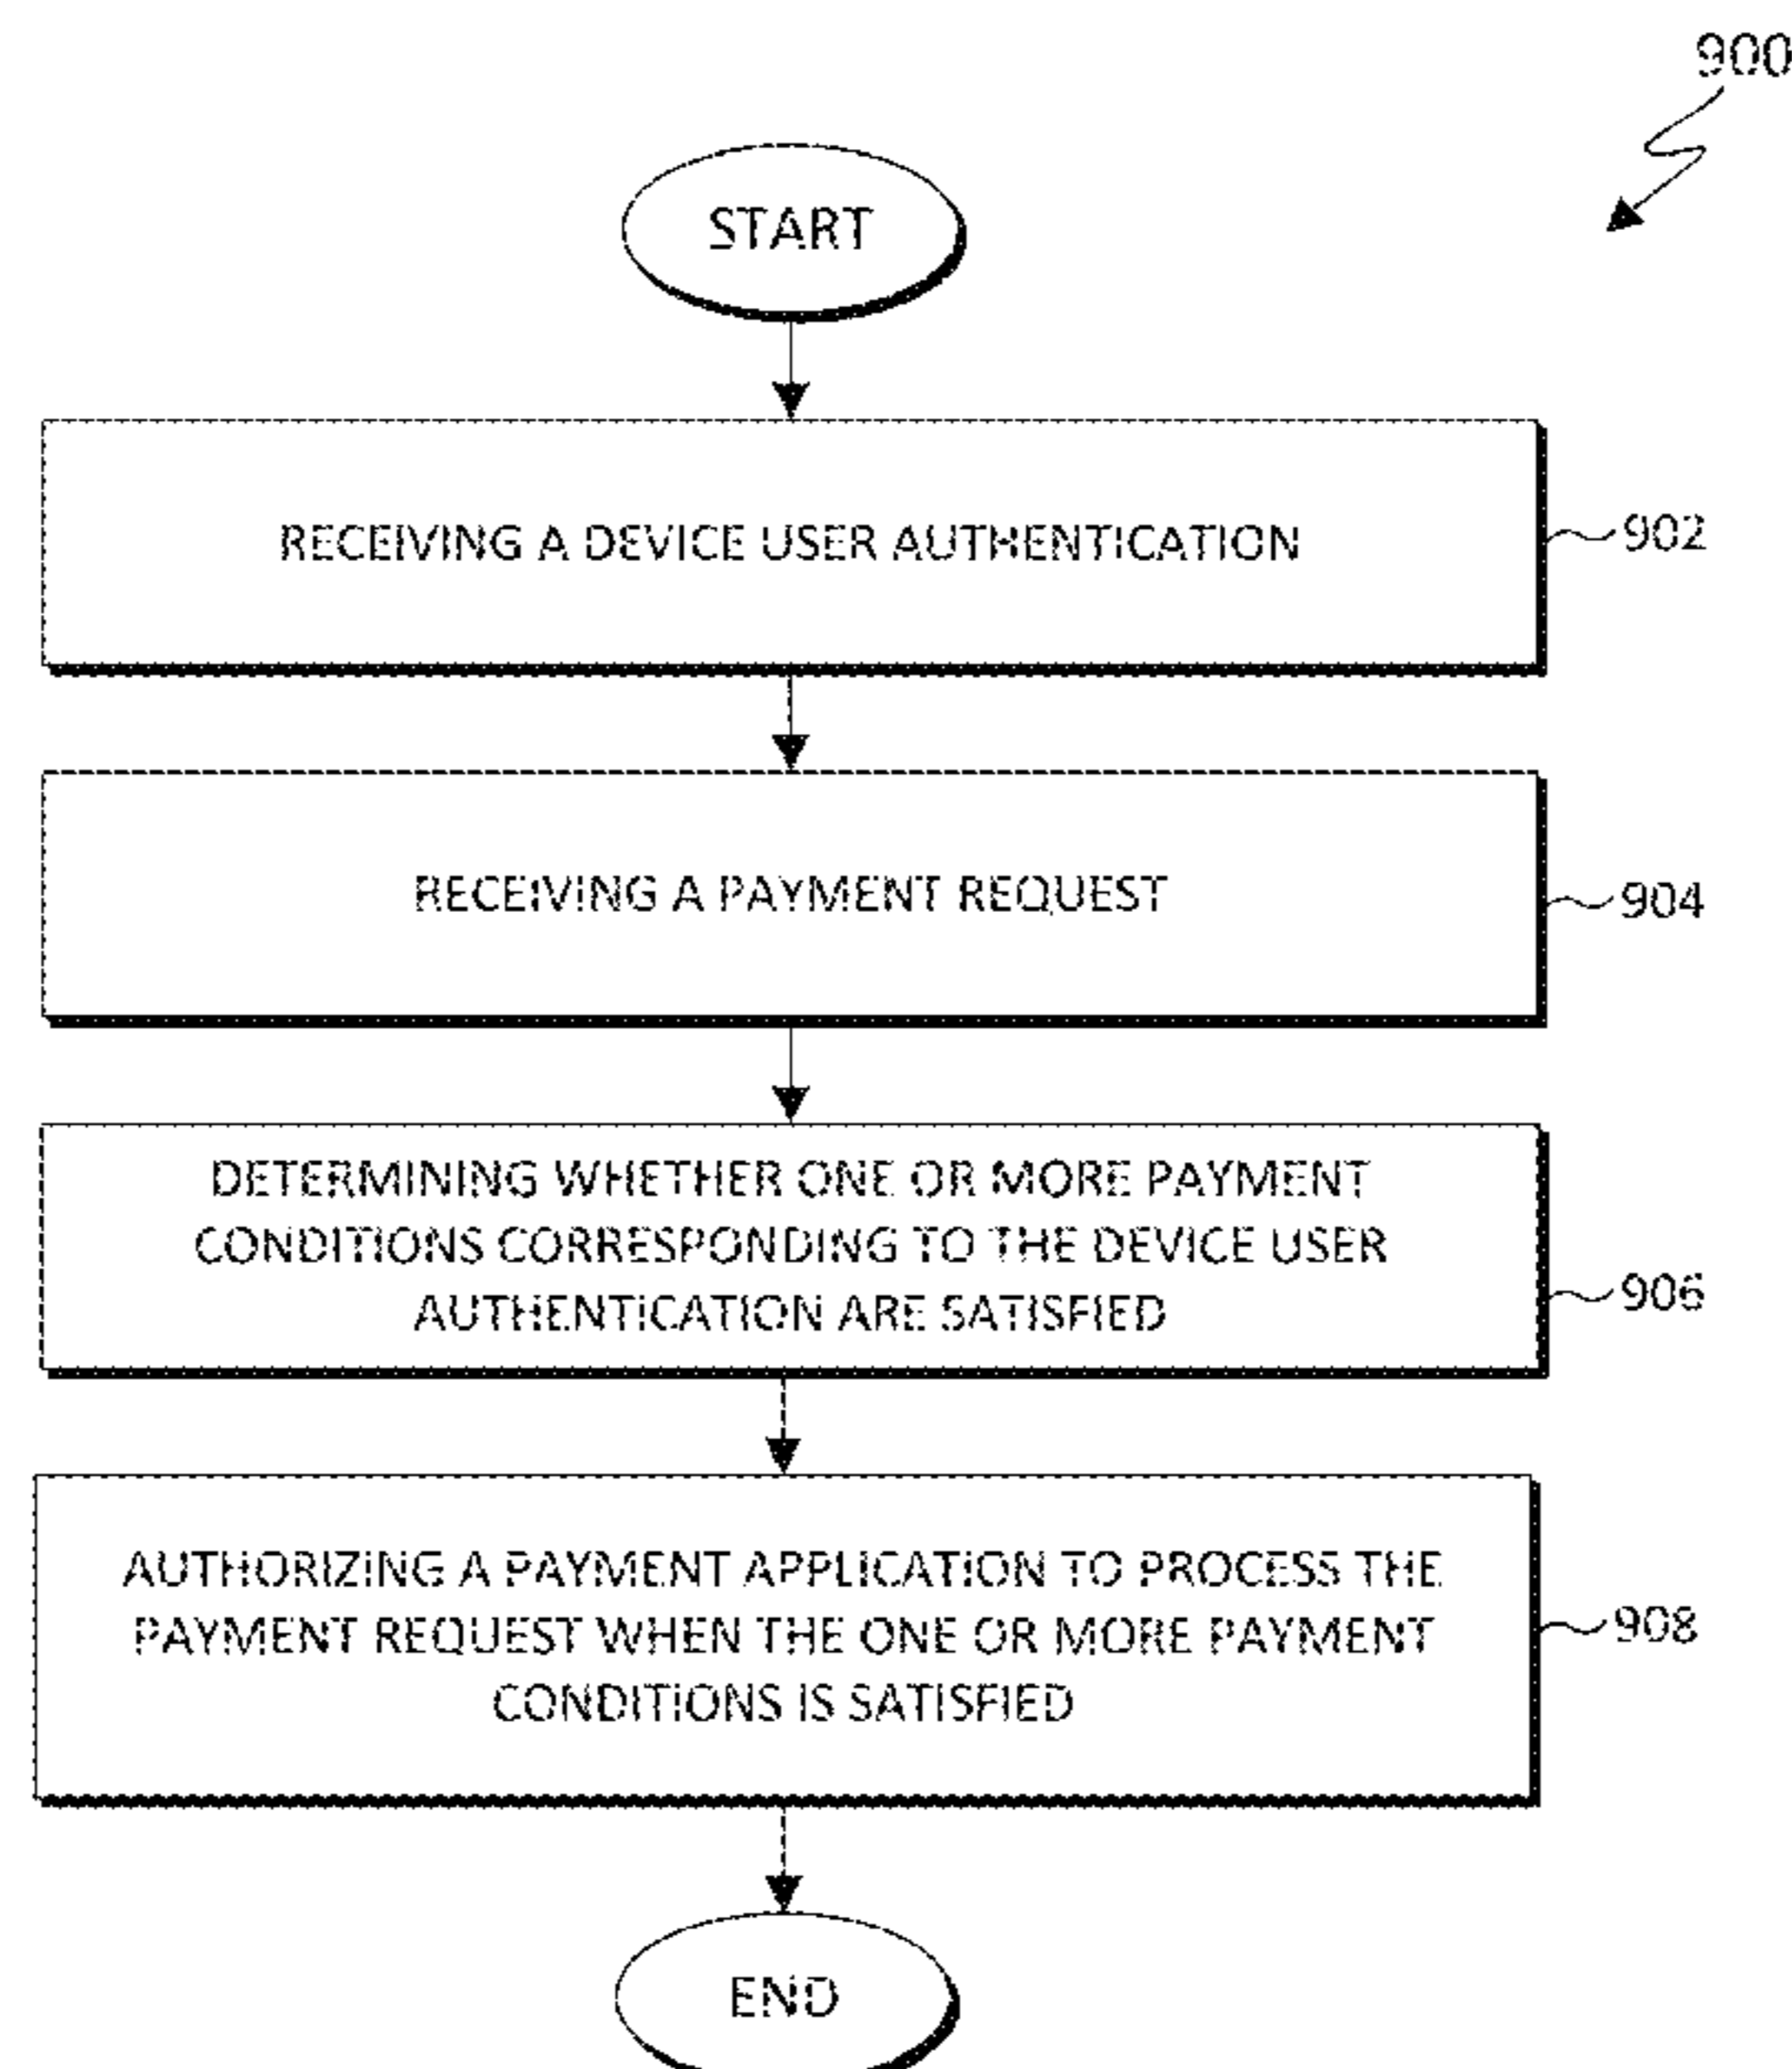 900
START
RECEIVING A DEVICE USER AUTHENTICATION
902
RECEIVING A PAYMENT REQUEST
904
DETERMINING WHETHER ONE OR MORE PAYMENT
CONDITIONS CORRESPONDING TO THE DEVICE USER
AUTHENTICATION ARE SATISFIED
906
AUTHORIZING A PAYMENT APPLICATION TO PROCESS THE
PAYMENT REQUEST WHEN THE ONE OR MORE PAYMENT
CONDITIONS IS SATISFIED
908
END